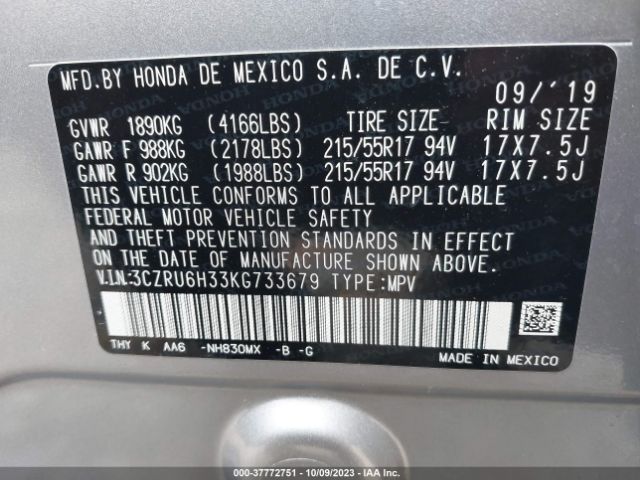 MFD.BY HONDA DE MEXICO S.A. DE C.V.
09/'19
GVWR 1890KG (4166LBS) TIRE SIZE RIM SIZE
GAWR F 988KG (2178LBS) 215/55R17 94V 17X7.5J
GAWR R 902KG (1988LBS) 215/55R17 94V 17X7.5J
THIS VEHICLE CONFORMS TO ALL APPLICABLE
FEDERAL MOTOR VEHICLE SAFETY
AND THEFT PREVENTION STANDARDS IN EFFECT
ON THE DATE OF MANUFACTURE SHOWN ABOVE.
V.I.N:3CZRU6H33KG733679 TYPE:MPV
THY K AA6 -NH830MX -B -G
MADE IN MEXICO
000-37772751 | 10/09/2023 | IAA Inc.